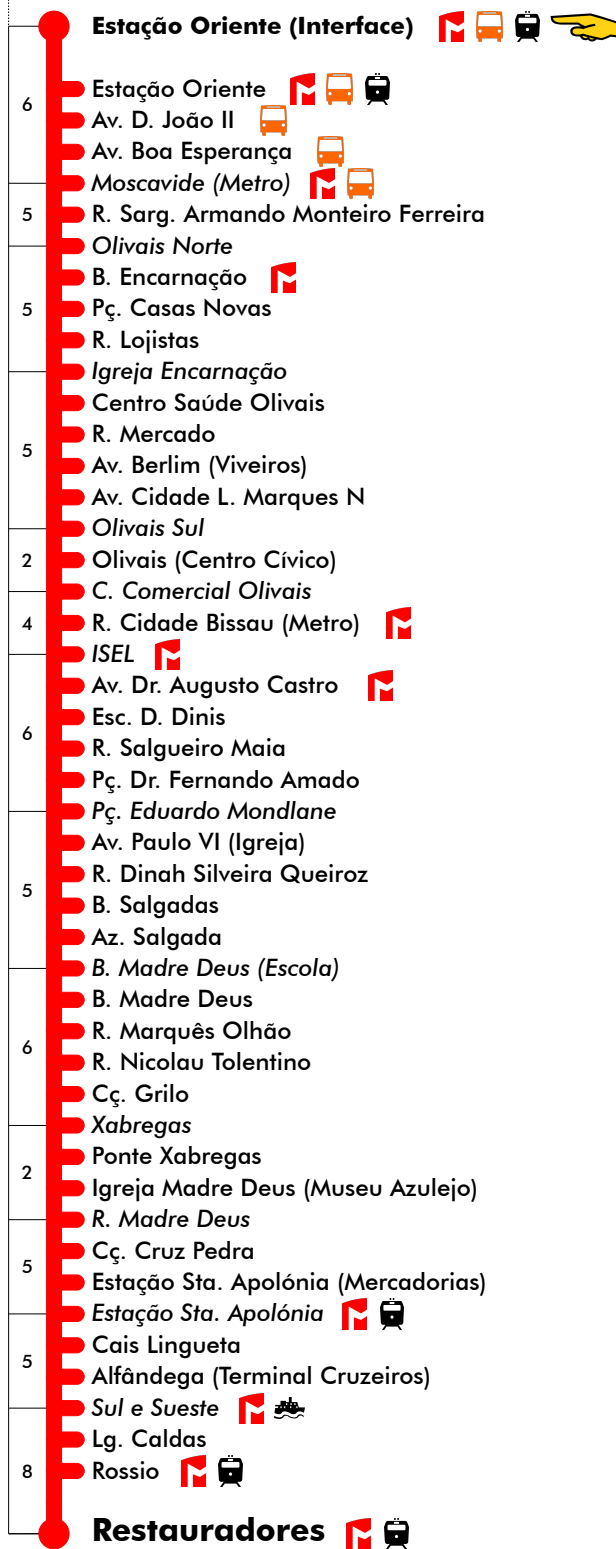 Estação Oriente (Interface)
6
Estação Oriente
Av. D. João II
Av. Boa Esperança
Moscavide (Metro)
5
R. Sarg. Armando Monteiro Ferreira
Olivais Norte
B. Encarnação
5
Pç. Casas Novas
R. Lojistas
Igreja Encarnação
Centro Saúde Olivais
R. Mercado
5
Av. Berlim (Viveiros)
Av. Cidade L. Marques N
Olivais Sul
2
Olivais (Centro Cívico)
C. Comercial Olivais
4
R. Cidade Bissau (Metro)
ISEL
Av. Dr. Augusto Castro
Esc. D. Dinis
6
R. Salgueiro Maia
Pç. Dr. Fernando Amado
Pç. Eduardo Mondlane
Av. Paulo VI (Igreja)
R. Dinah Silveira Queiroz
5
B. Salgadas
Az. Salgada
B. Madre Deus (Escola)
B. Madre Deus
R. Marquês Olhão
6
R. Nicolau Tolentino
Cç. Grilo
Xabregas
Ponte Xabregas
2
Igreja Madre Deus (Museu Azulejo)
R. Madre Deus
Cç. Cruz Pedra
5
Estação Sta. Apolónia (Mercadorias)
Estação Sta. Apolónia
Cais Lingueta
5
Alfândega (Terminal Cruzeiros)
Sul e Sueste
Lg. Caldas
8
Rossio
Restauradores